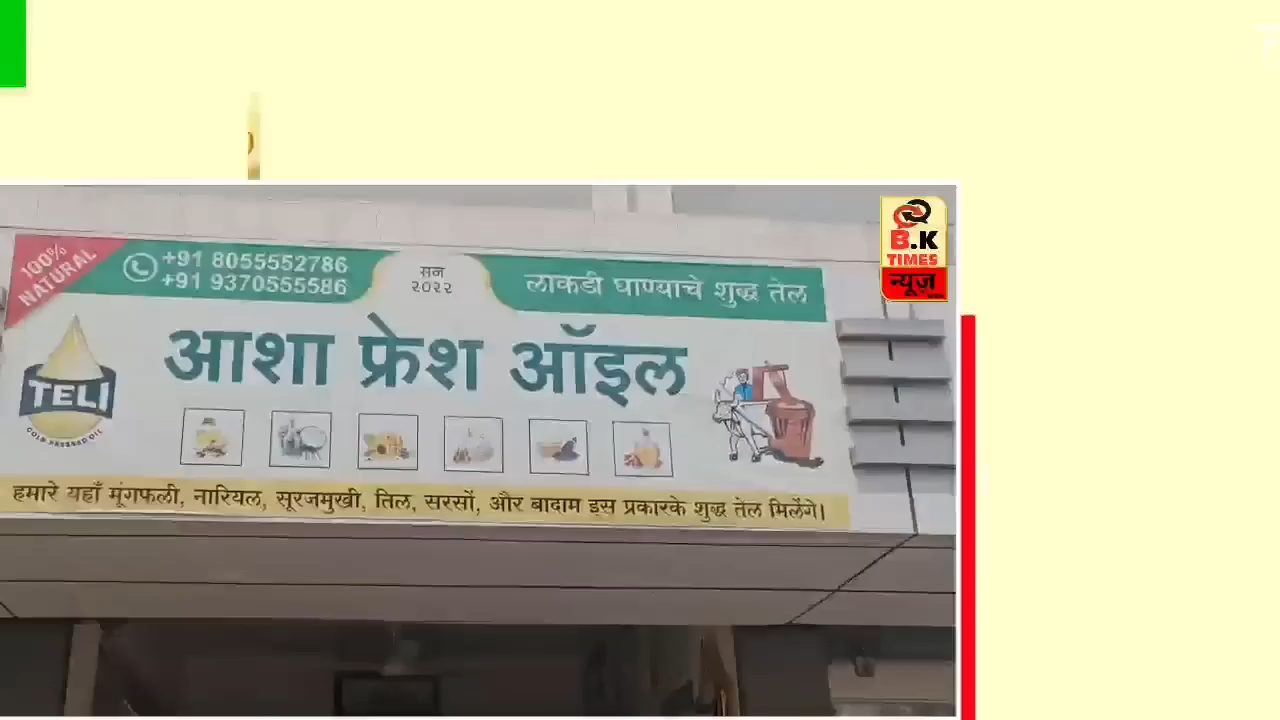 100%
NATURAL
+91 8055552786
+91 9370555586
सन
२०२२
लाकडी घाण्याचे शुद्ध तेल
आशा फ्रेश ऑइल
TELI
COLD PRESSED OIL
हमारे यहाँ मूंगफली, नारियल, सूरजमुखी, तिल, सरसों, और बादाम इस प्रकारके शुद्ध तेल मिलेंगे।
B.K
TIMES
न्यूज़